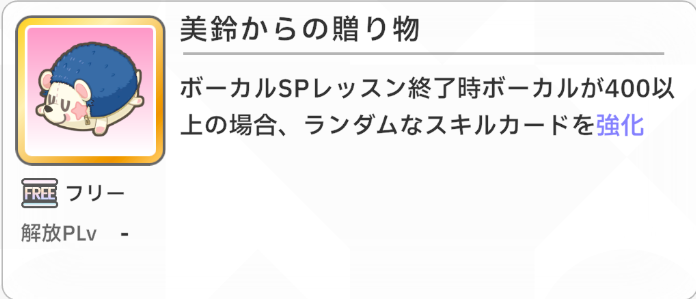 美鈴からの贈り物
ボーカルSPレッスン終了時ボーカルが400以
上の場合、ランダムなスキルカードを強化
FREE フリー
解放PLv -